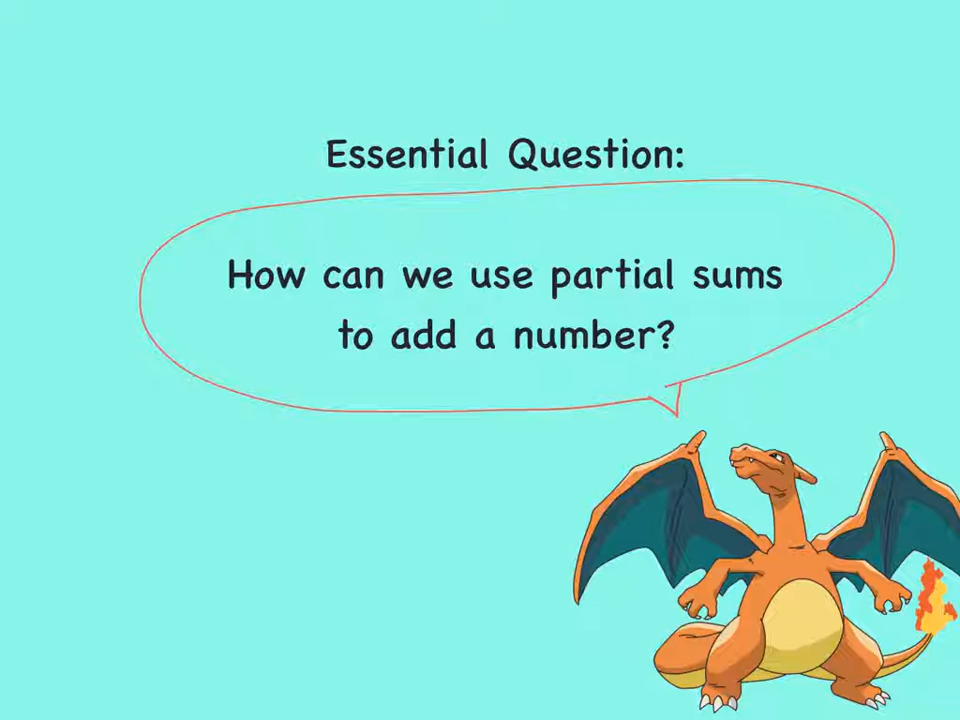 Essential Question:
How can we use partial sums
to add a number?